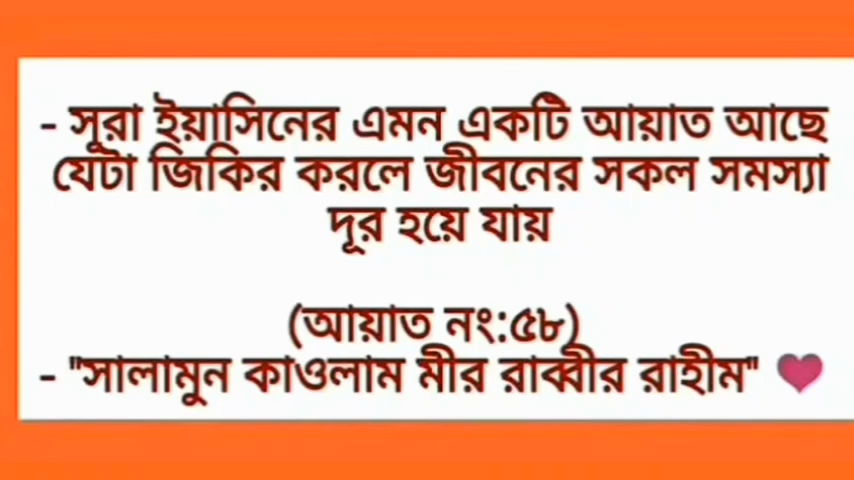 - সূরা ইয়াসিনের এমন একটি আয়াত আছে
যেটা জিকির করলে জীবনের সকল সমস্যা
দূর হয়ে যায়
(আয়াত নং:৫৮)
- "সালামুন কাওলাম মীর রাব্বীর রাহীম" ❤